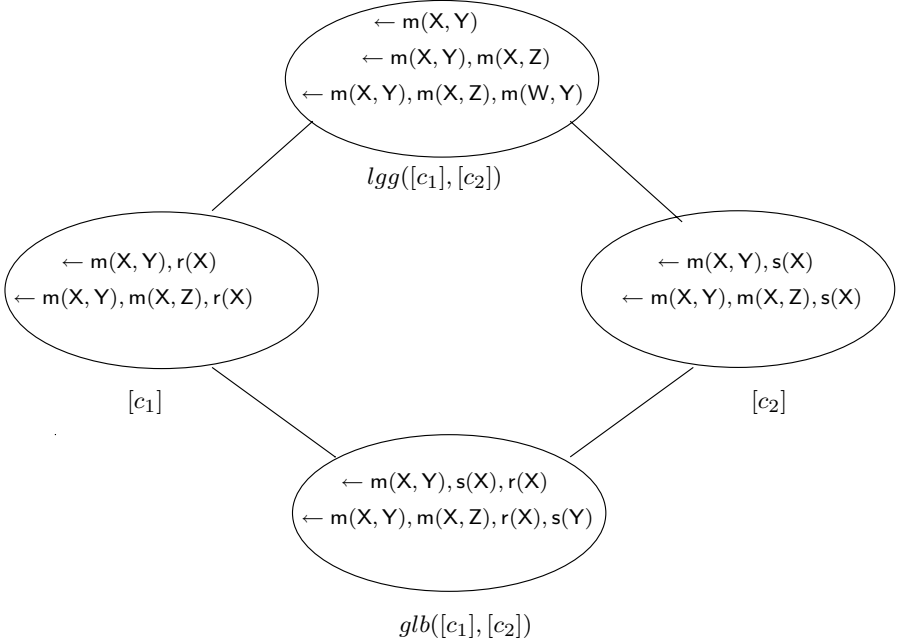 ← m(X, Y)
← m(X, Y), m(X, Z)
← m(X, Y), m(X, Z), m(W, Y)
lgg([c₁], [c₂])
← m(X, Y), r(X)
← m(X, Y), m(X, Z), r(X)
[c₁]
← m(X, Y), s(X)
← m(X, Y), m(X, Z), s(X)
[c₂]
← m(X, Y), s(X), r(X)
← m(X, Y), m(X, Z), r(X), s(Y)
glb([c₁], [c₂])